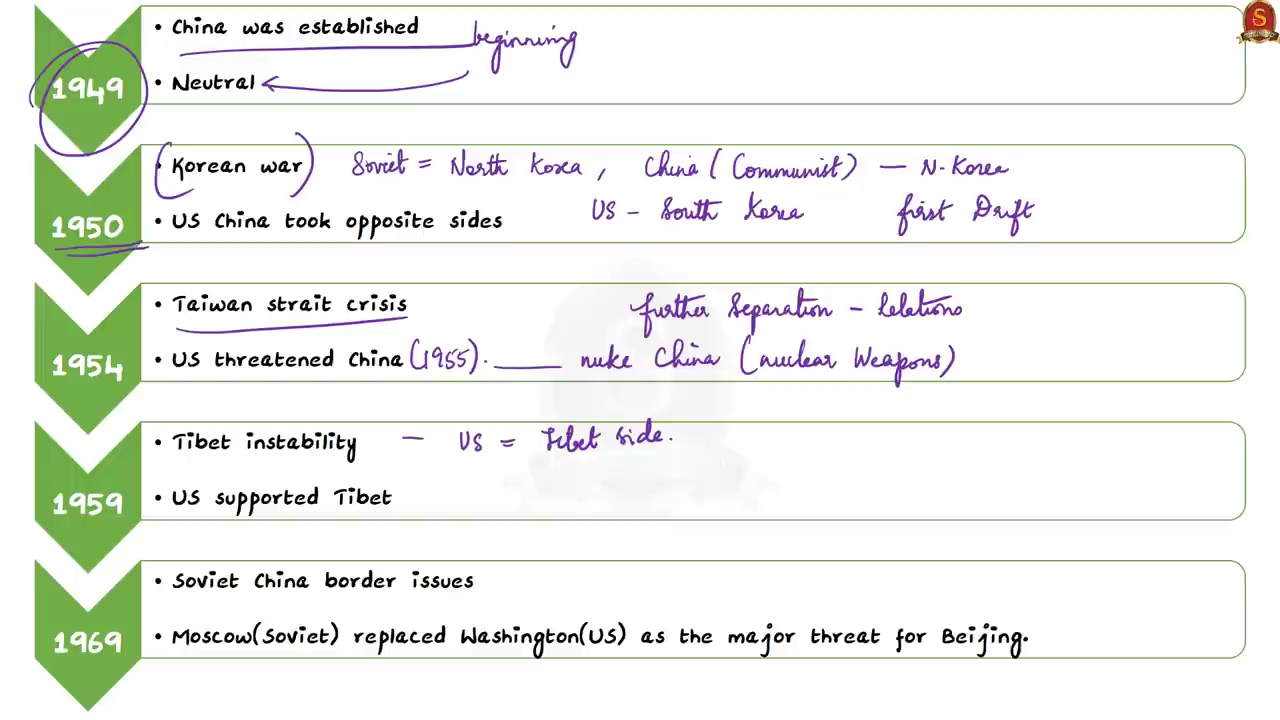 • China was established
beginning
1949
• Neutral
• Korean war Soviet = North Korea, China (Communist) — N-Korea
US - South Korea first Drift
1950
• US China took opposite sides
• Taiwan strait crisis further Separation - Relations
1954
• US threatened China (1955). ____ nuke China (nuclear Weapons)
• Tibet instability — US = Tibet side.
1959
• US supported Tibet
• Soviet China border issues
1969
• Moscow(Soviet) replaced Washington(US) as the major threat for Beijing.
S